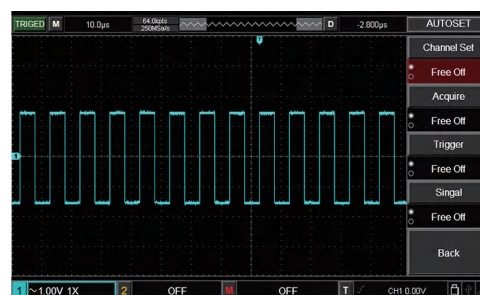 TRIGED M 10.0µs 64.0kpts 250MSa/s D -2.800µs AUTOSET
T
Channel Set
Free Off
Acquire
Free Off
Trigger
Free Off
Singal
Free Off
Back
1
1 ~1.00V 1X 2 OFF M OFF T CH1 0.00V